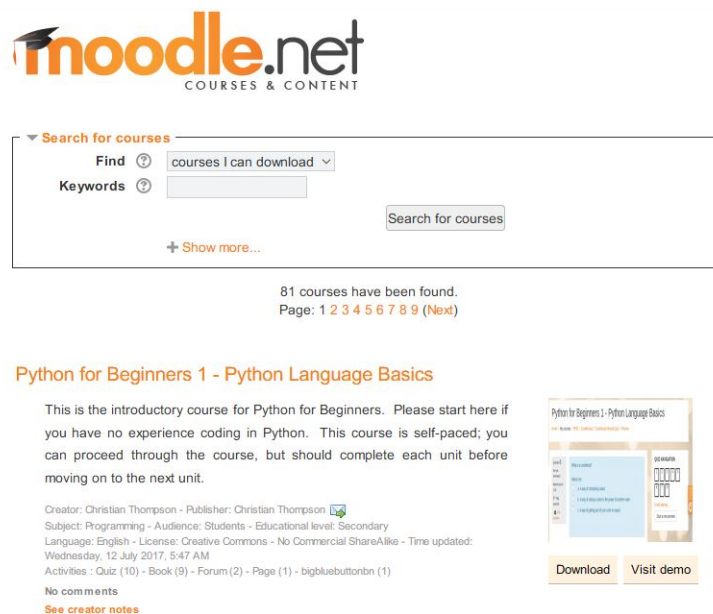 moodle.net
COURSES & CONTENT
Search for courses
Find courses I can download
Keywords
Search for courses
Show more...
81 courses have been found.
Page: 1 2 3 4 5 6 7 8 9 (Next)
Python for Beginners 1 - Python Language Basics
This is the introductory course for Python for Beginners. Please start here if
you have no experience coding in Python. This course is self-paced; you
can proceed through the course, but should complete each unit before
moving on to the next unit.
Creator: Christian Thompson - Publisher: Christian Thompson
Subject: Programming - Audience: Students - Educational level: Secondary
Language: English - License: Creative Commons - No Commercial ShareAlike - Time updated:
Wednesday, 12 July 2017, 5:47 AM
Activities : Quiz (10) - Book (9) - Forum (2) - Page (1) - bigbluebuttonbn (1)
No comments
See creator notes
Python for Beginners 1 - Python Language Basics
QUIZ NAVIGATION
Download Visit demo